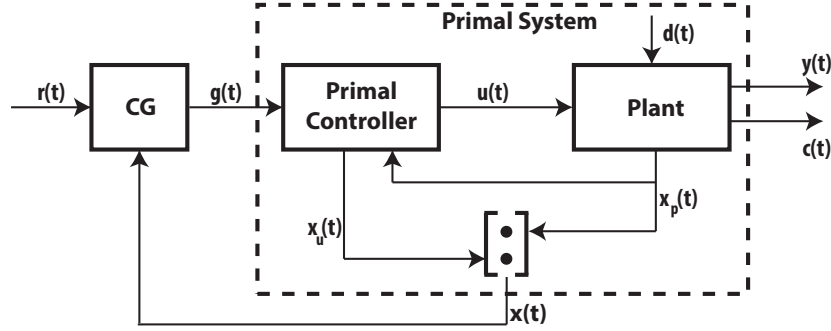 Primal System
d(t)
y(t)
r(t)
CG
g(t)
Primal
Controller
u(t)
Plant
c(t)
x_u(t)
x_p(t)
x(t)